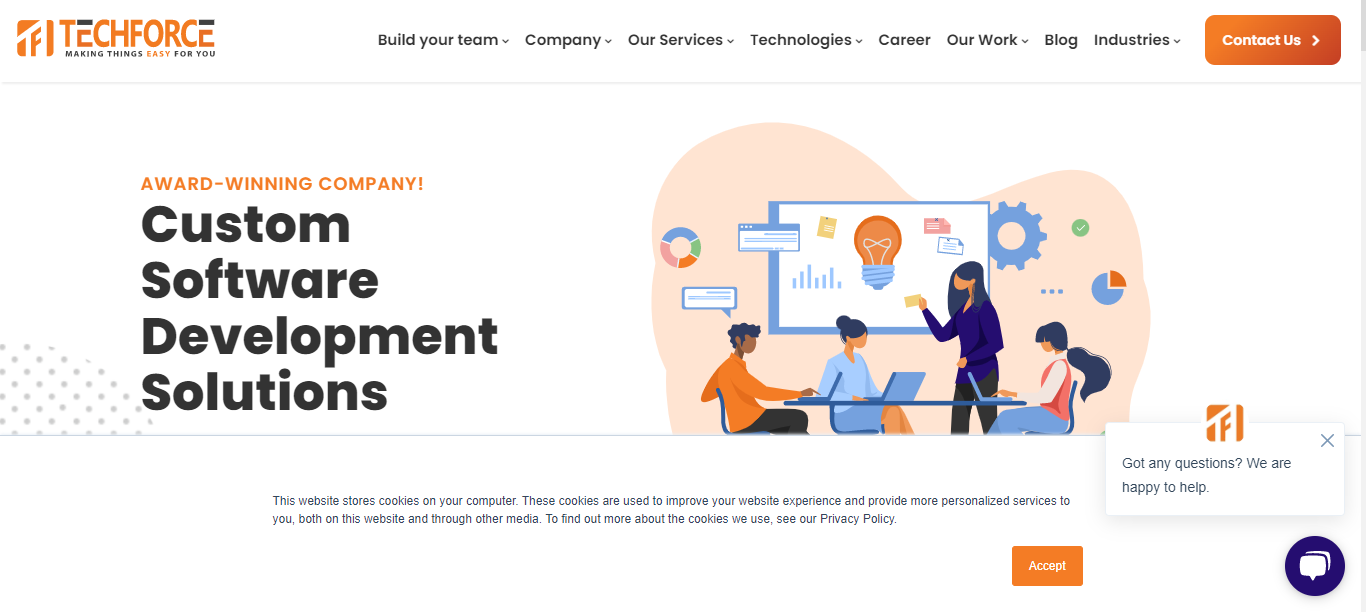 TECHFORCE
MAKING THINGS EASY FOR YOU
Build your team
Company
Our Services
Technologies
Career
Our Work
Blog
Industries
Contact Us
AWARD-WINNING COMPANY!
Custom
Software
Development
Solutions
Got any questions? We are
happy to help.
This website stores cookies on your computer. These cookies are used to improve your website experience and provide more personalized services to
you, both on this website and through other media. To find out more about the cookies we use, see our Privacy Policy.
Accept